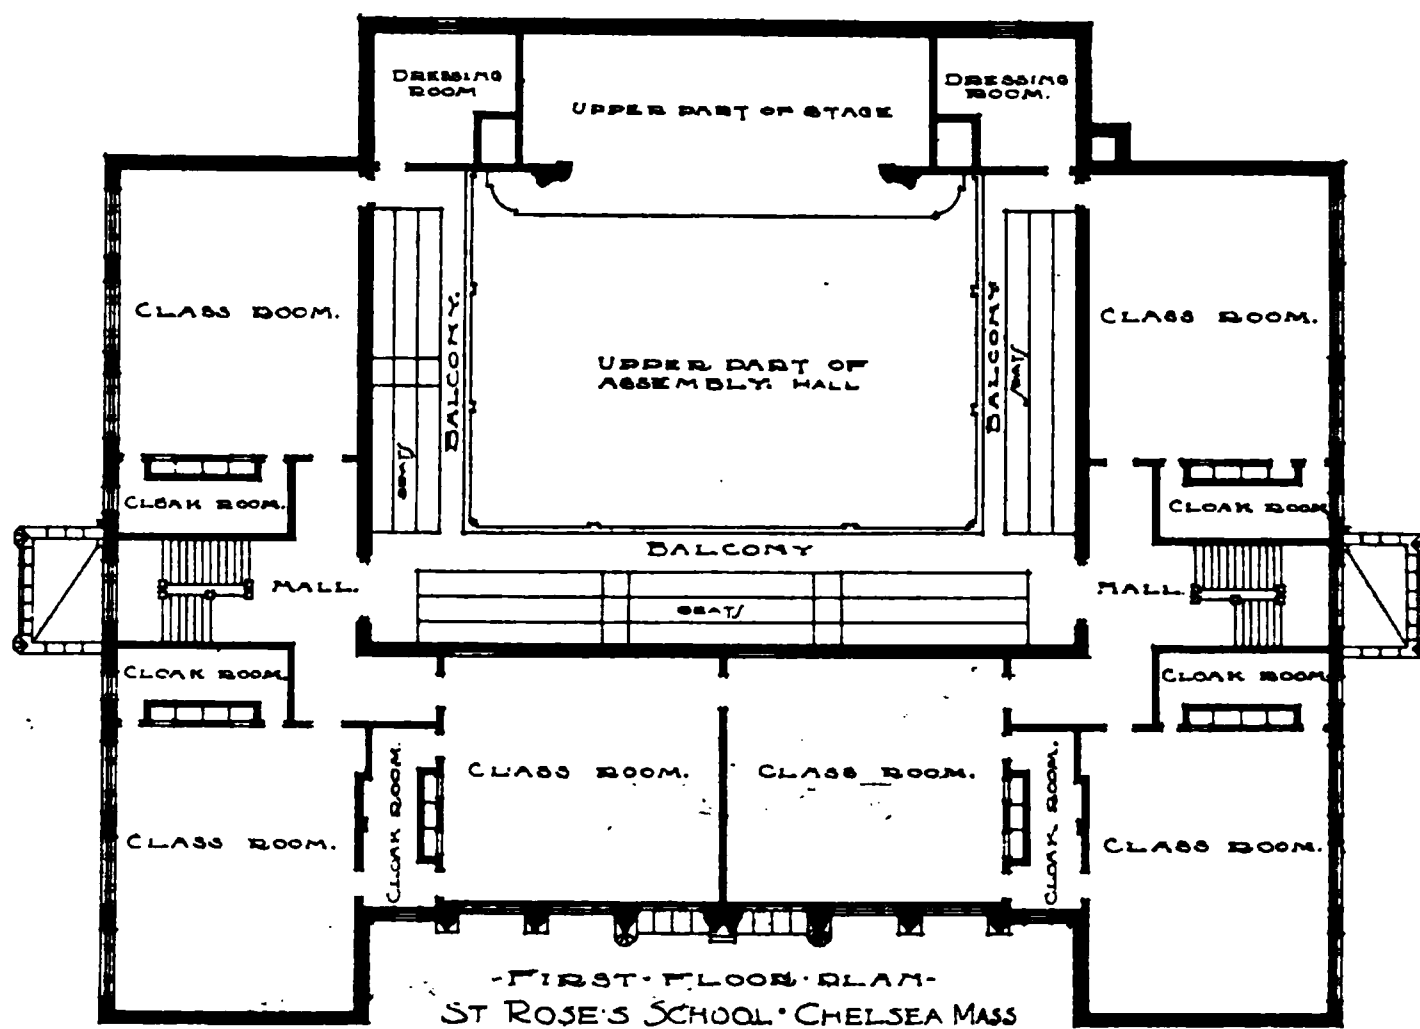 DRESSING
ROOM
UPPER PART OF STAGE
DRESSING
ROOM.
CLASS ROOM.
BALCONY.
SEATS
UPPER PART OF
ASSEMBLY. HALL
BALCONY
SEATS
CLASS ROOM.
CLOAK ROOM.
CLOAK ROOM
BALCONY
HALL.
SEATS
HALL.
CLOAK ROOM.
CLOAK ROOM
CLASS ROOM.
CLOAK ROOM.
CLASS ROOM.
CLASS ROOM.
CLOAK ROOM.
CLASS ROOM.
-FIRST·FLOOR·PLAN-
ST ROSE'S SCHOOL·CHELSEA MASS